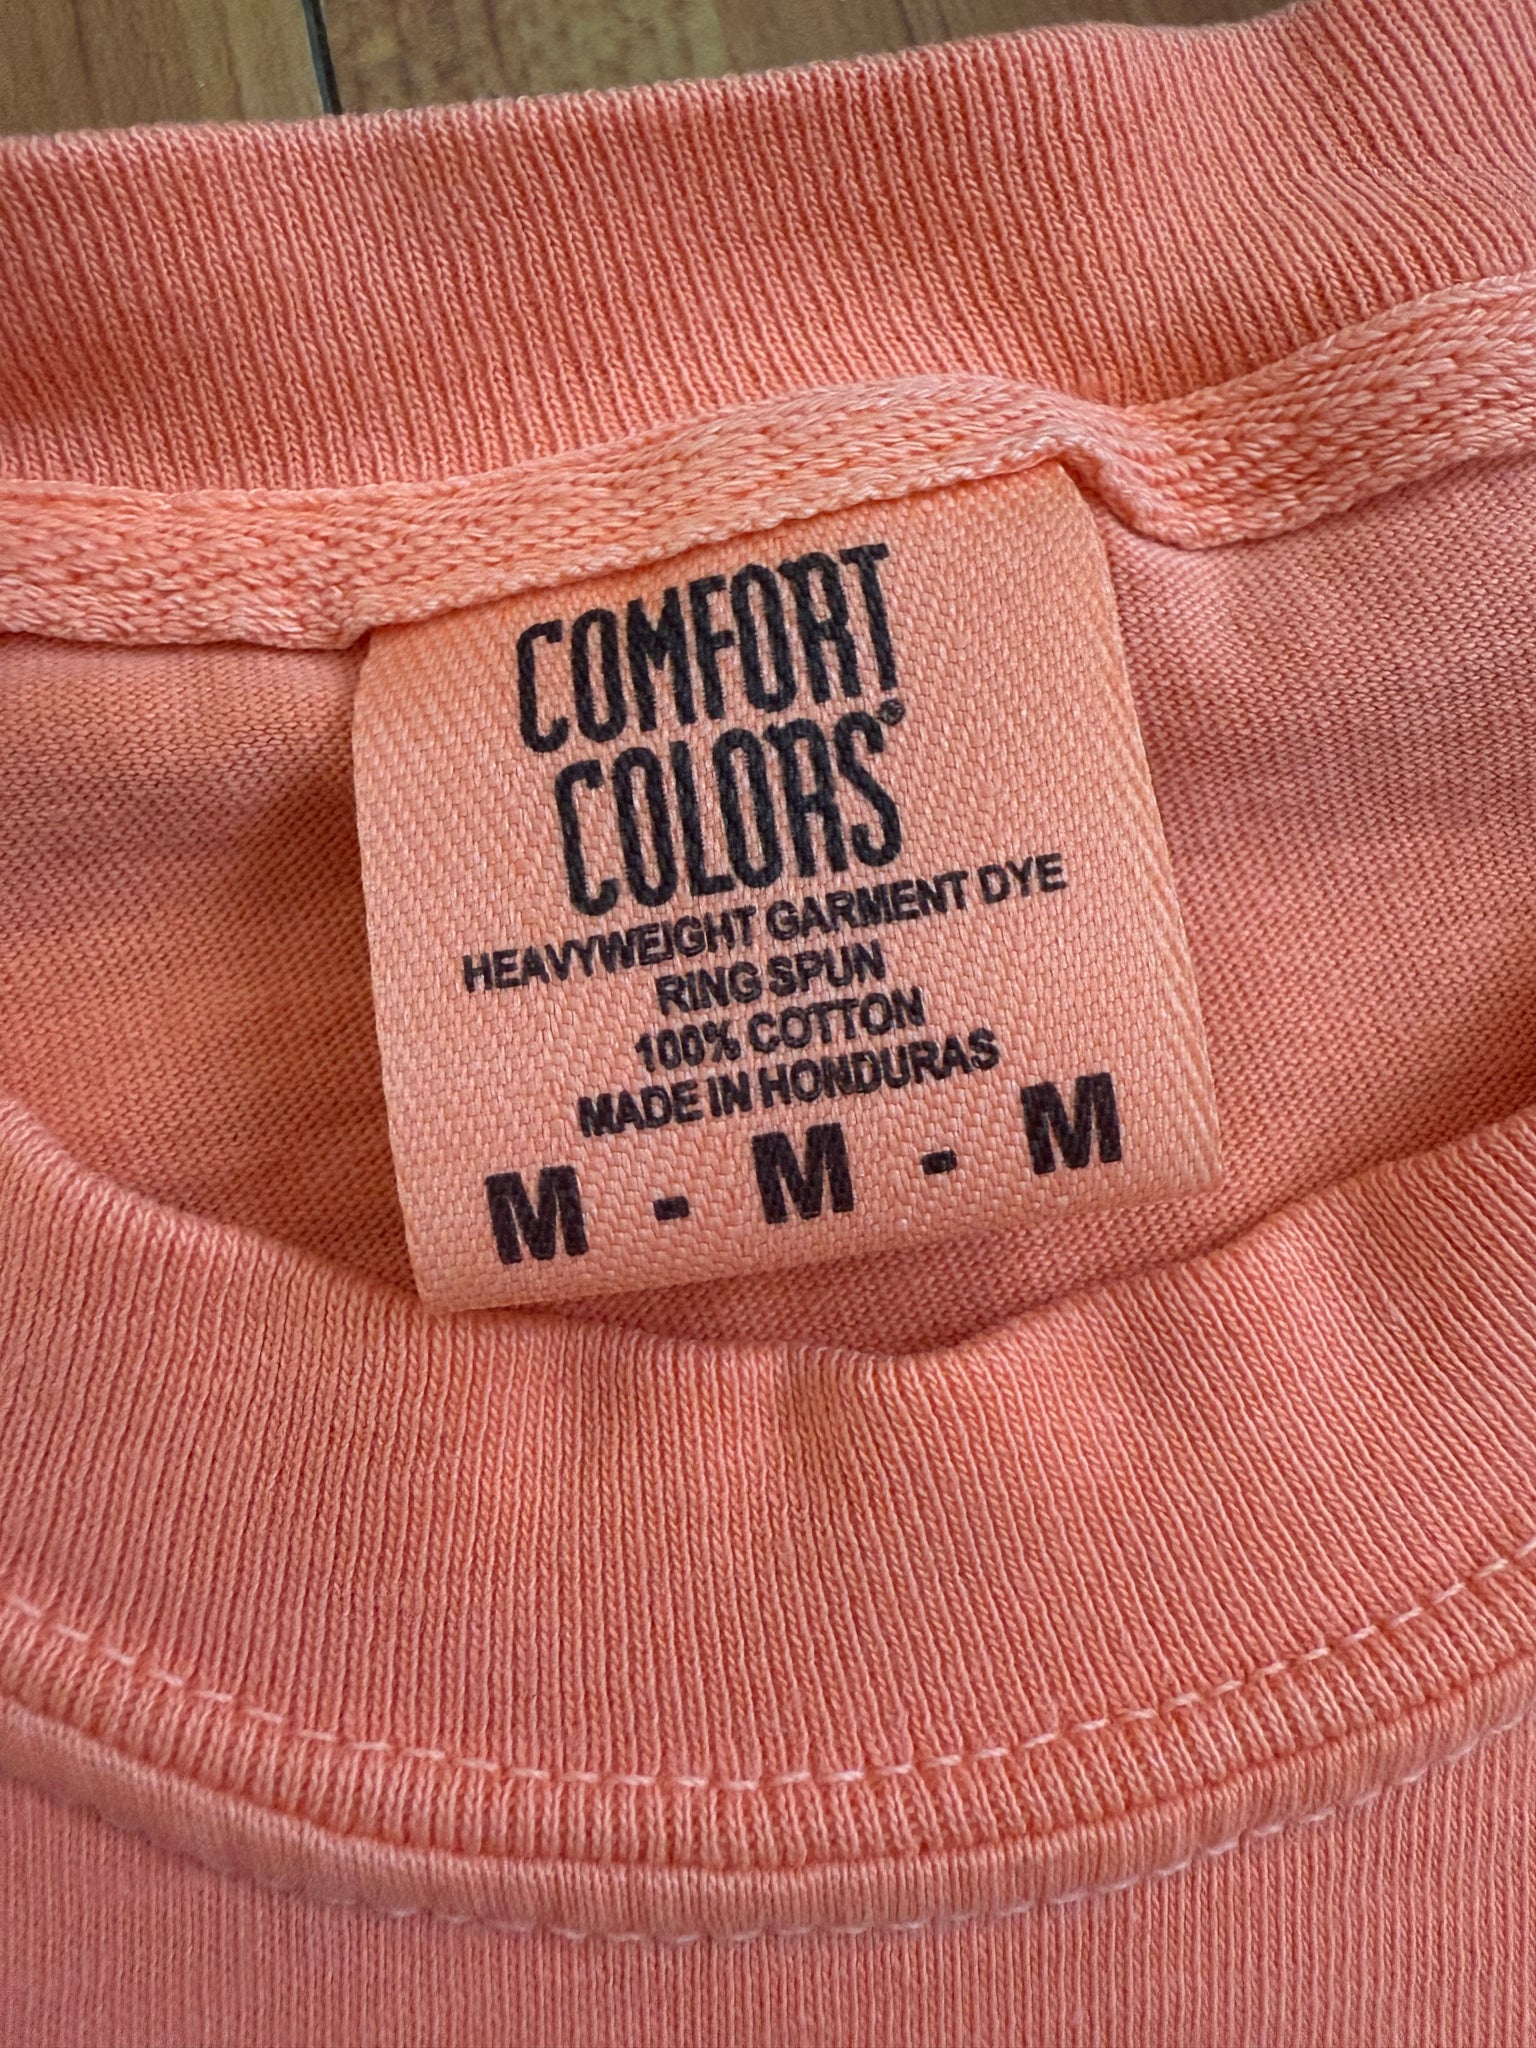 COMFORT
COLORS®
HEAVYWEIGHT GARMENT DYE
RING SPUN
100% COTTON
MADE IN HONDURAS
M - M - M